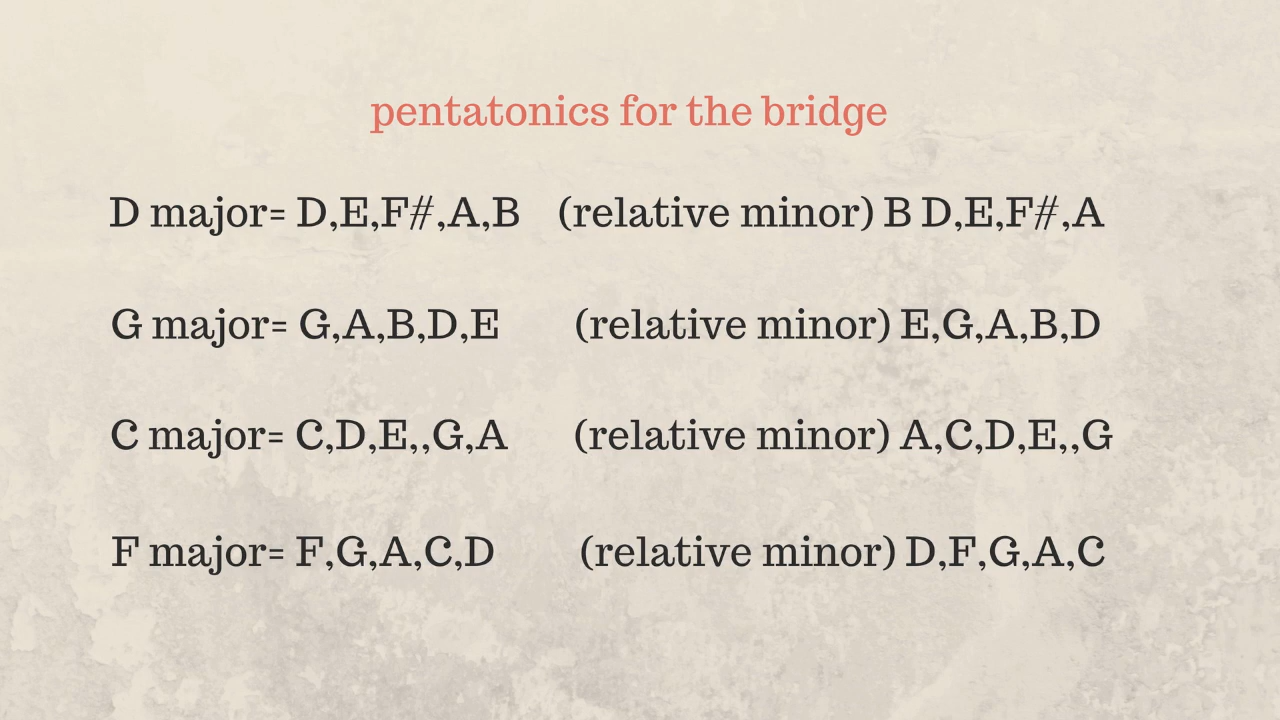 pentatonics for the bridge
D major= D,E,F#,A,B (relative minor) B D,E,F#,A
G major= G,A,B,D,E (relative minor) E,G,A,B,D
C major= C,D,E,,G,A (relative minor) A,C,D,E,,G
F major= F,G,A,C,D (relative minor) D,F,G,A,C